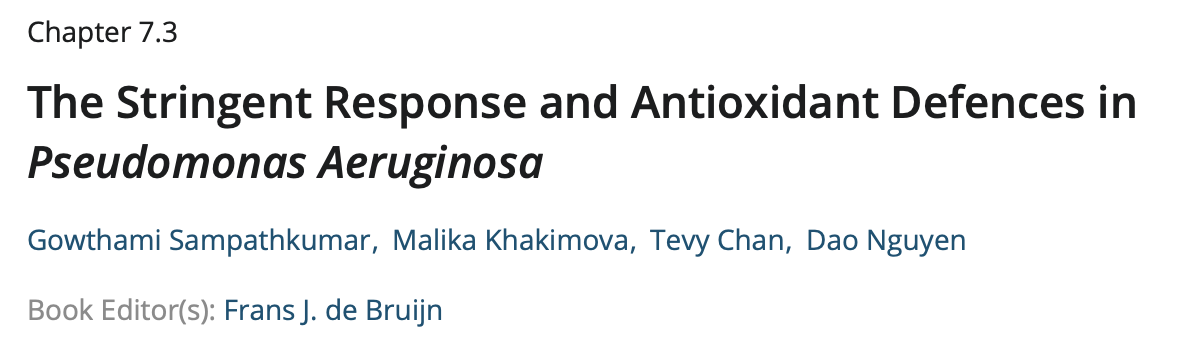 Chapter 7.3
The Stringent Response and Antioxidant Defences in
Pseudomonas Aeruginosa
Gowthami Sampathkumar, Malika Khakimova, Tevy Chan, Dao Nguyen
Book Editor(s): Frans J. de Bruijn